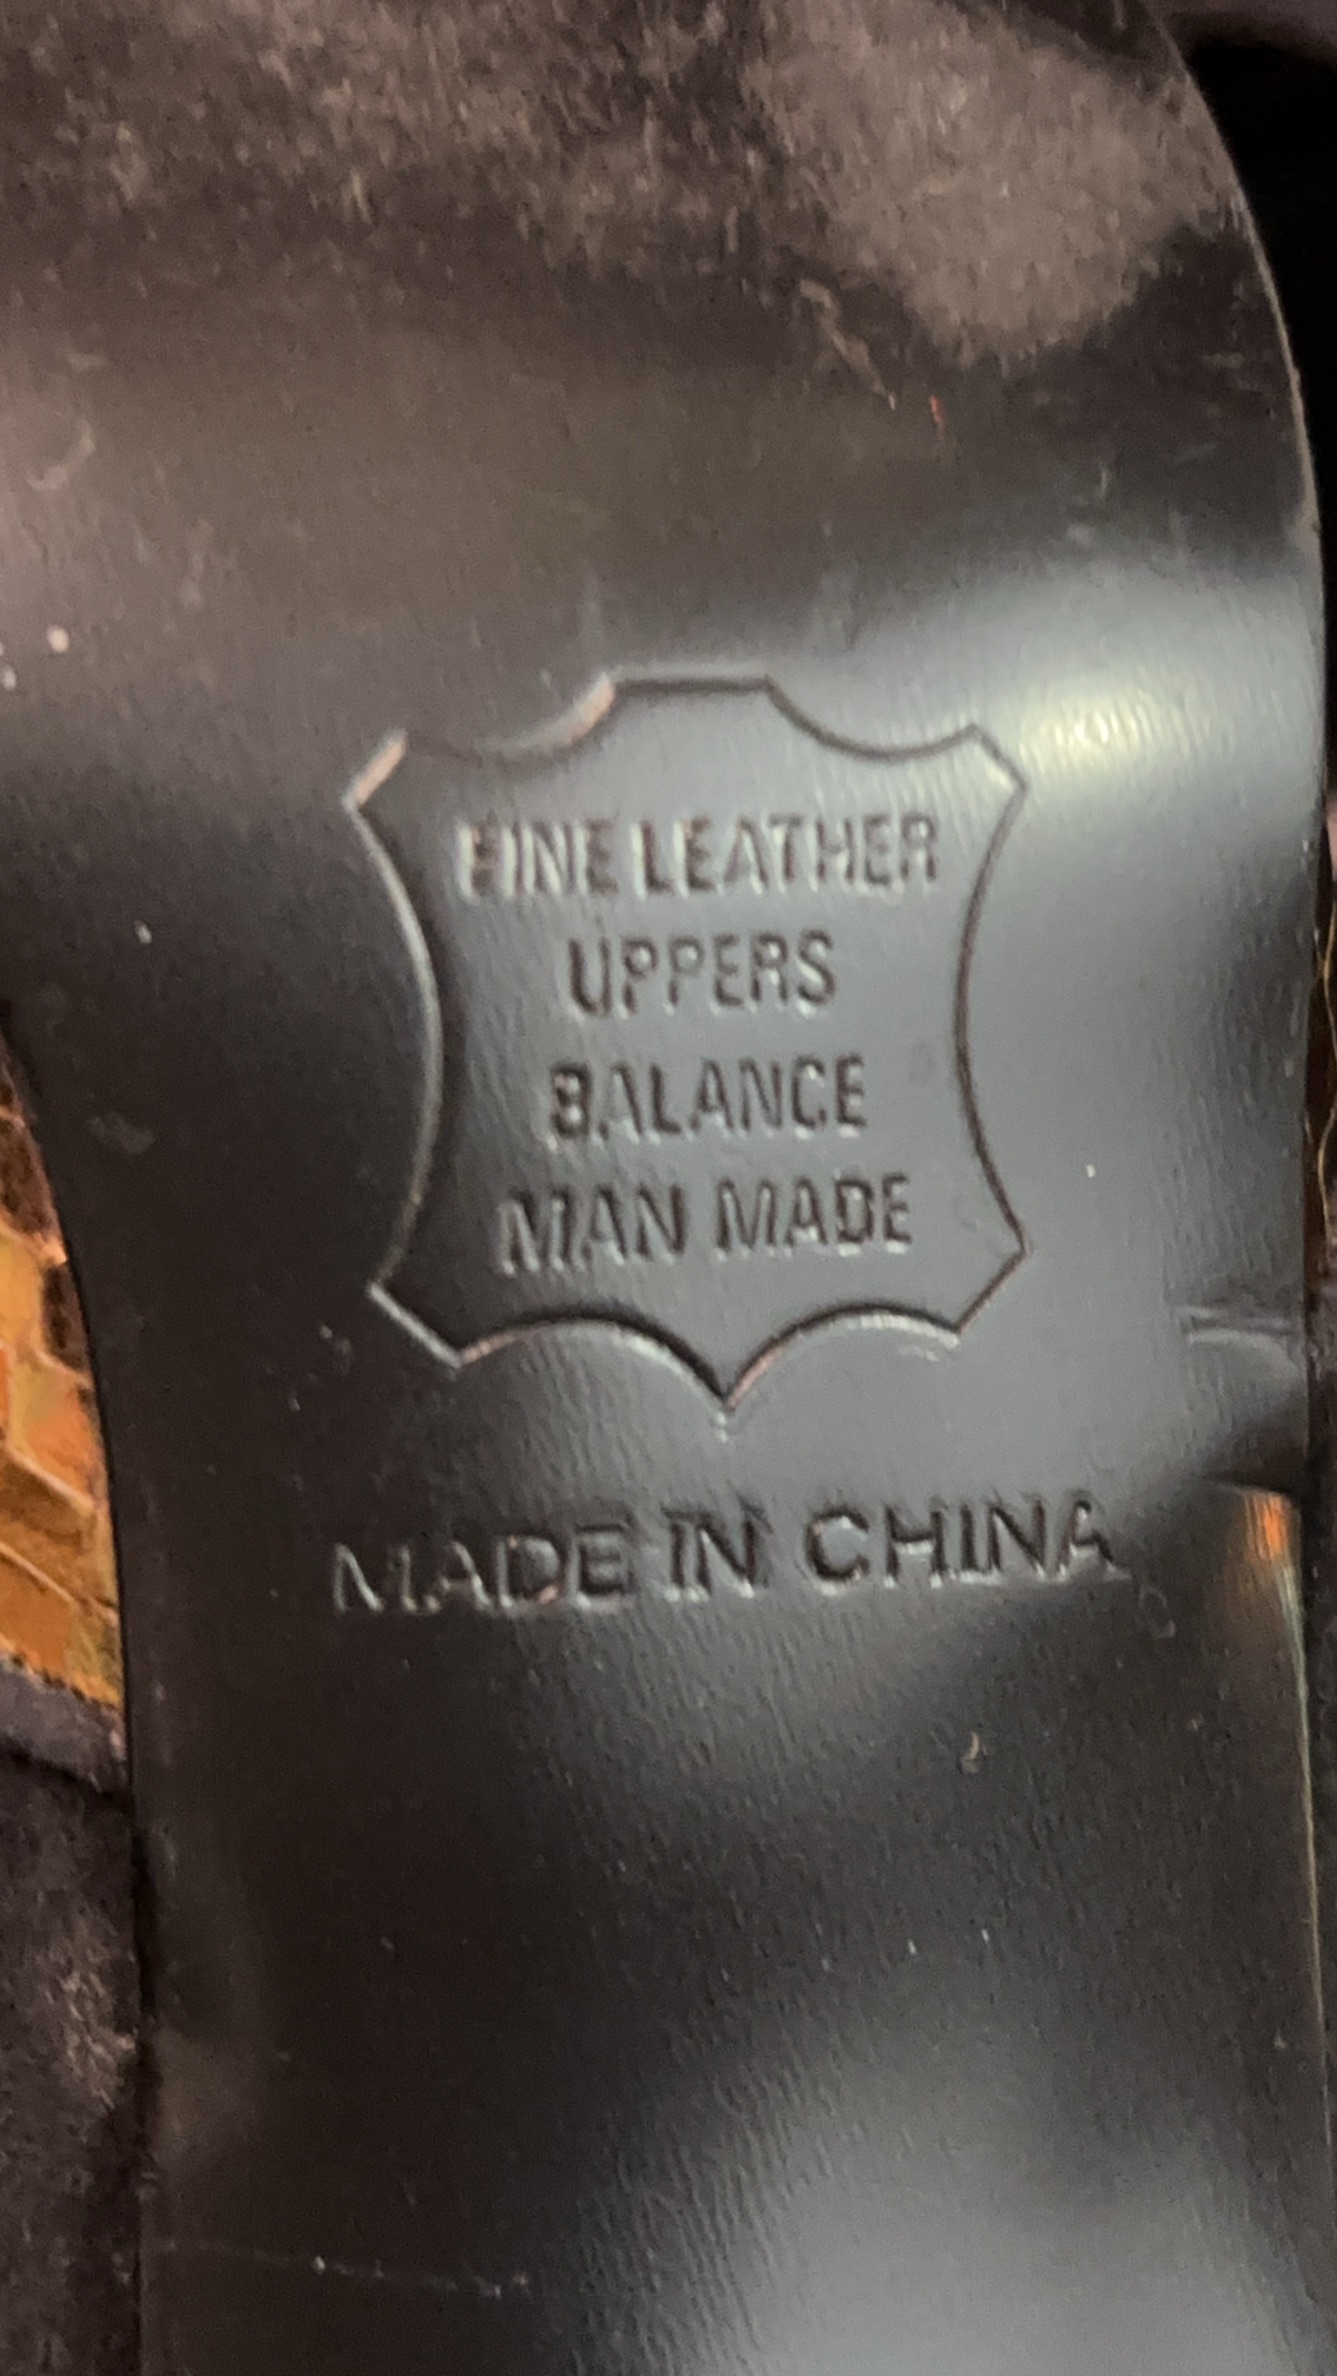 FINE LEATHER
UPPERS
BALANCE
MAN MADE
MADE IN CHINA